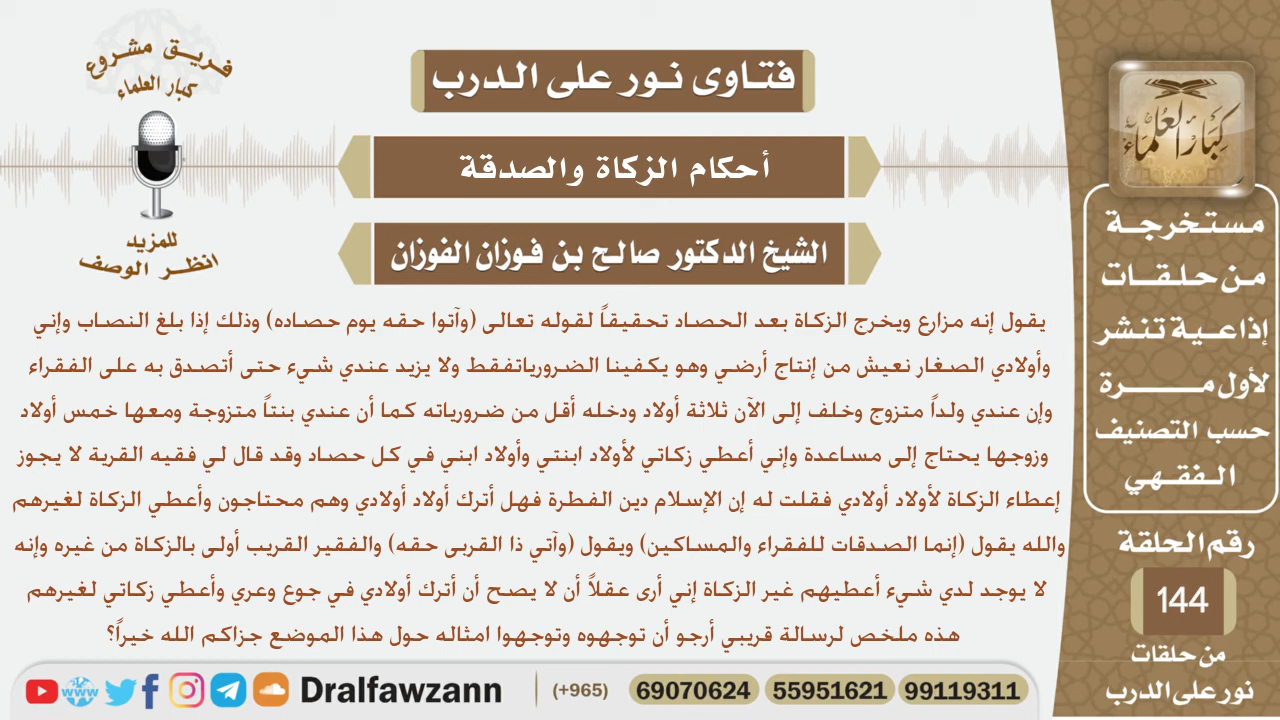 فريق مشروع
كبار العلماء
للمزيد
انظر الوصف
فتاوى نور على الدرب
أحكام الزكاة والصدقة
الشيخ الدكتور صالح بن فوزان الفوزان
يقول إنه مزارع ويخرج الزكاة بعد الحصاد تحقيقاً لقوله تعالى (وآتوا حقه يوم حصاده) وذلك إذا بلغ النصاب وإني
وأولادي الصغار نعيش من إنتاج أرضي وهو يكفينا الضرورياتفقط ولا يزيد عندي شيء حتى أتصدق به على الفقراء
وإن عندي ولداً متزوج وخلف إلى الآن ثلاثة أولاد ودخله أقل من ضرورياته كما أن عندي بنتاً متزوجة ومعها خمس أولاد
وزوجها يحتاج إلى مساعدة وإني أعطي زكاتي لأولاد ابنتي وأولاد ابني في كل حصاد وقد قال لي فقيه القرية لا يجوز
إعطاء الزكاة لأولاد أولادي فقلت له إن الإسلام دين الفطرة فهل أترك أولاد أولادي وهم محتاجون وأعطي الزكاة لغيرهم
والله يقول (إنما الصدقات للفقراء والمساكين) ويقول (وآتي ذا القربى حقه) والفقير القريب أولى بالزكاة من غيره وإنه
لا يوجد لدي شيء أعطيهم غير الزكاة إني أرى عقلاً أن لا يصح أن أترك أولادي في جوع وعري وأعطي زكاتي لغيرهم
هذه ملخص لرسالة قريبي أرجو أن توجهوه وتوجهوا امثاله حول هذا الموضع جزاكم الله خيراً؟
كبار العلماء
مستخرجة
من حلقات
إذاعية تنشر
لأول مرة
حسب التصنيف
الفقهي
رقم الحلقة
144
من حلقات
نور على الدرب
www
Dralfawzann
(+965)
69070624
55951621
99119311